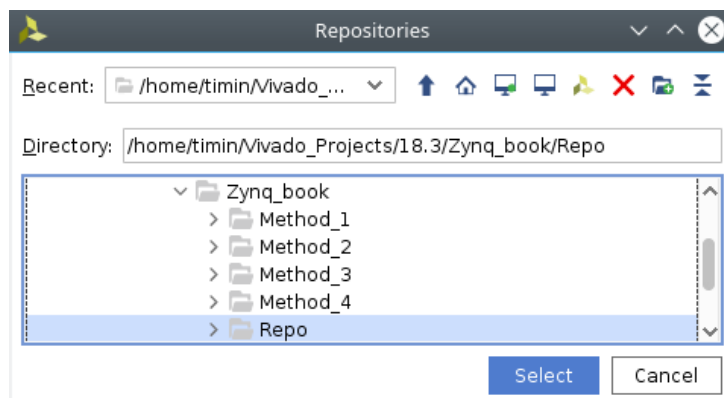 Repositories
Recent: /home/timin/Vivado_...
Directory: /home/timin/Vivado_Projects/18.3/Zynq_book/Repo
Zynq_book
Method_1
Method_2
Method_3
Method_4
Repo
Select Cancel